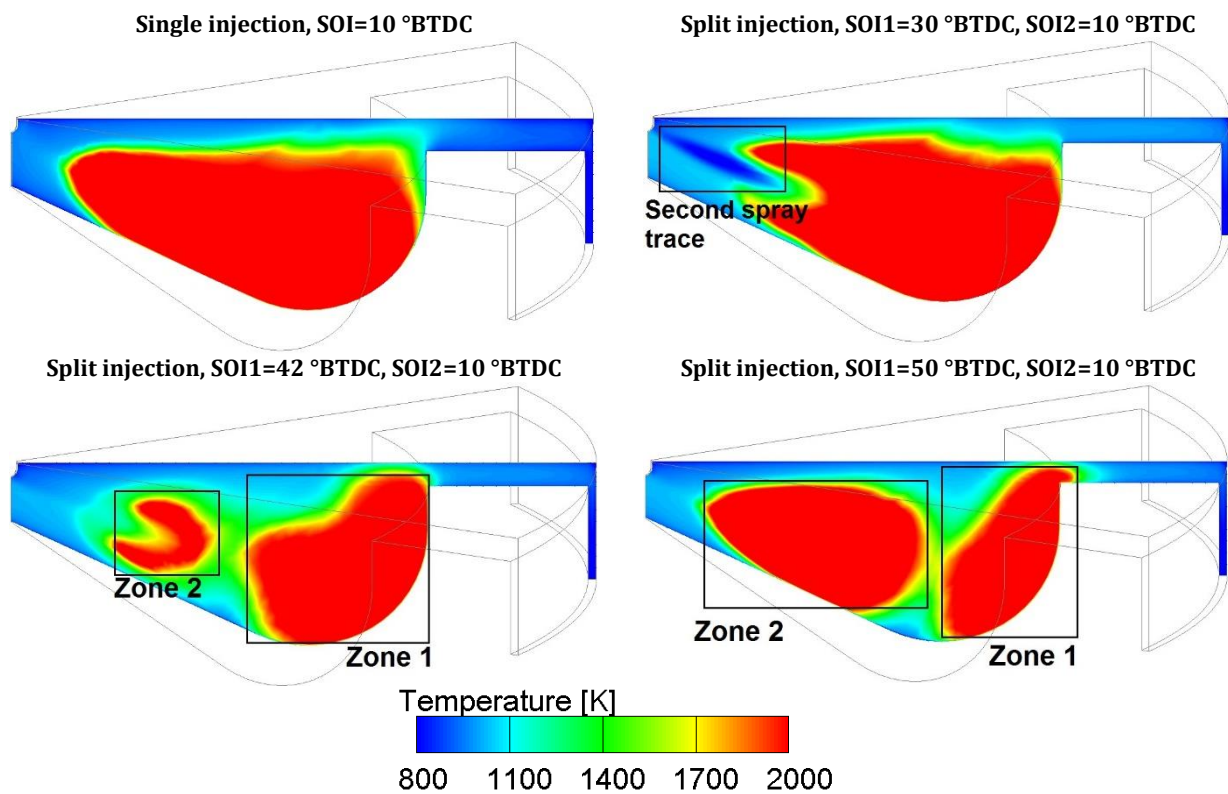 Single injection, SOI=10 °BTDC
Split injection, SOI1=30 °BTDC, SOI2=10 °BTDC
Second spray
trace
Split injection, SOI1=42 °BTDC, SOI2=10 °BTDC
Split injection, SOI1=50 °BTDC, SOI2=10 °BTDC
Zone 2
Zone 1
Zone 2
Zone 1
Temperature [K]
800 1100 1400 1700 2000